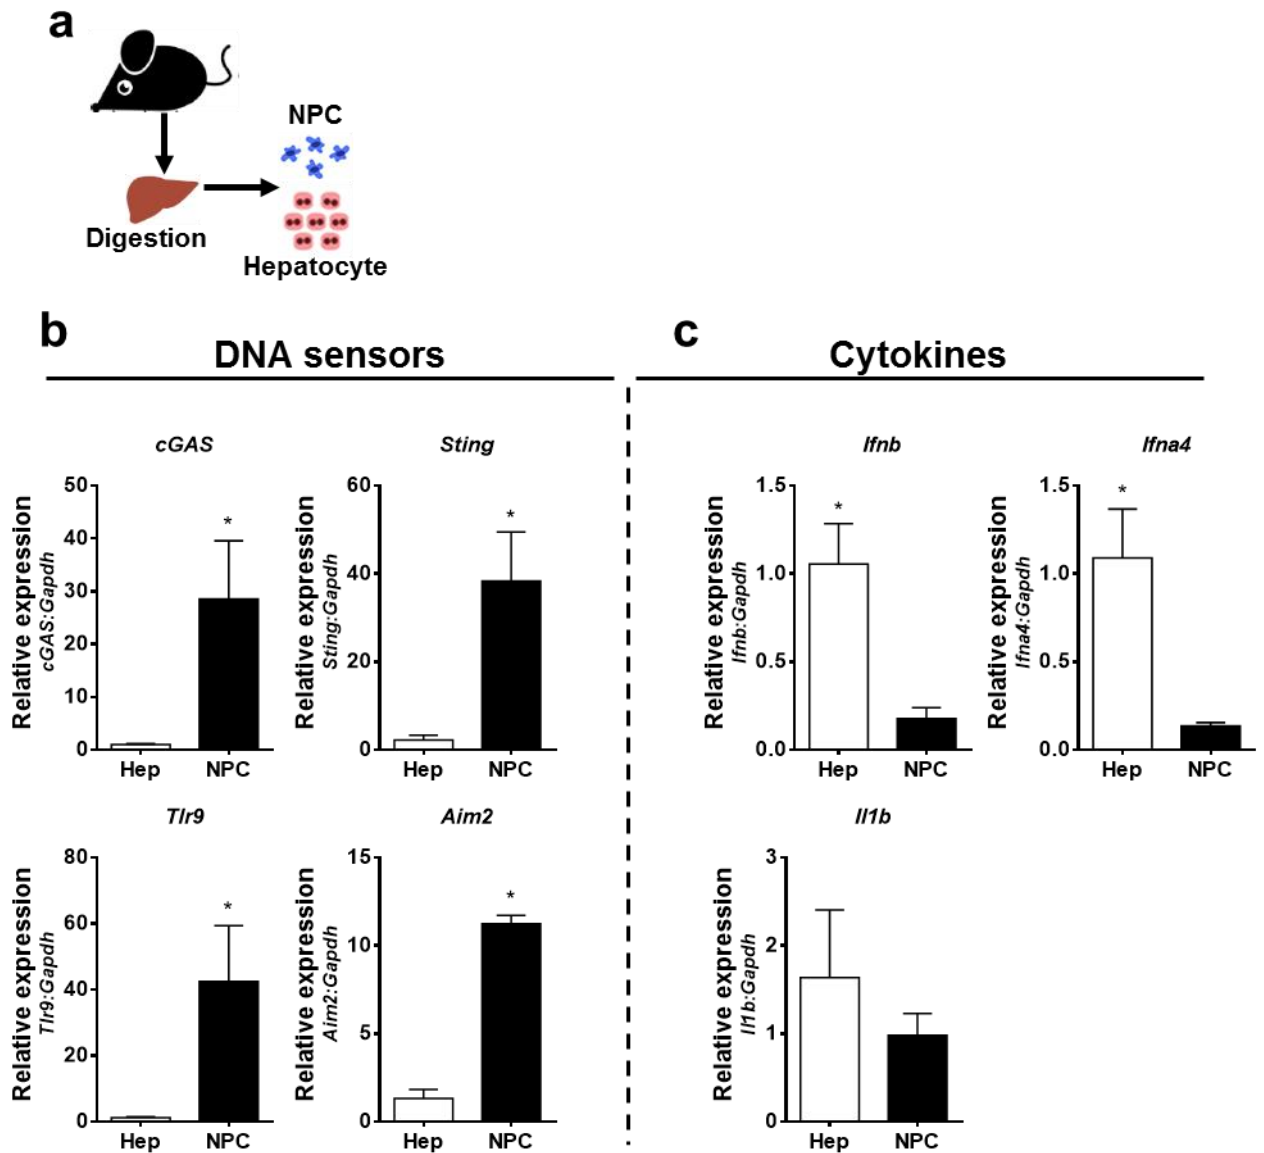 a
NPC
Digestion
Hepatocyte
b
DNA sensors
c
Cytokines
cGAS
Relative expression
cGAS:Gapdh
50
40
30
20
10
0
Hep NPC
*
Sting
Relative expression
Sting:Gapdh
60
40
20
0
Hep NPC
*
Ifnb
Relative expression
Ifnb:Gapdh
1.5
1.0
0.5
0.0
Hep NPC
*
Ifna4
Relative expression
Ifna4:Gapdh
1.5
1.0
0.5
0.0
Hep NPC
*
Tlr9
Relative expression
Tlr9:Gapdh
80
60
40
20
0
Hep NPC
*
Aim2
Relative expression
Aim2:Gapdh
15
10
5
0
Hep NPC
*
Il1b
Relative expression
Il1b:Gapdh
3
2
1
0
Hep NPC